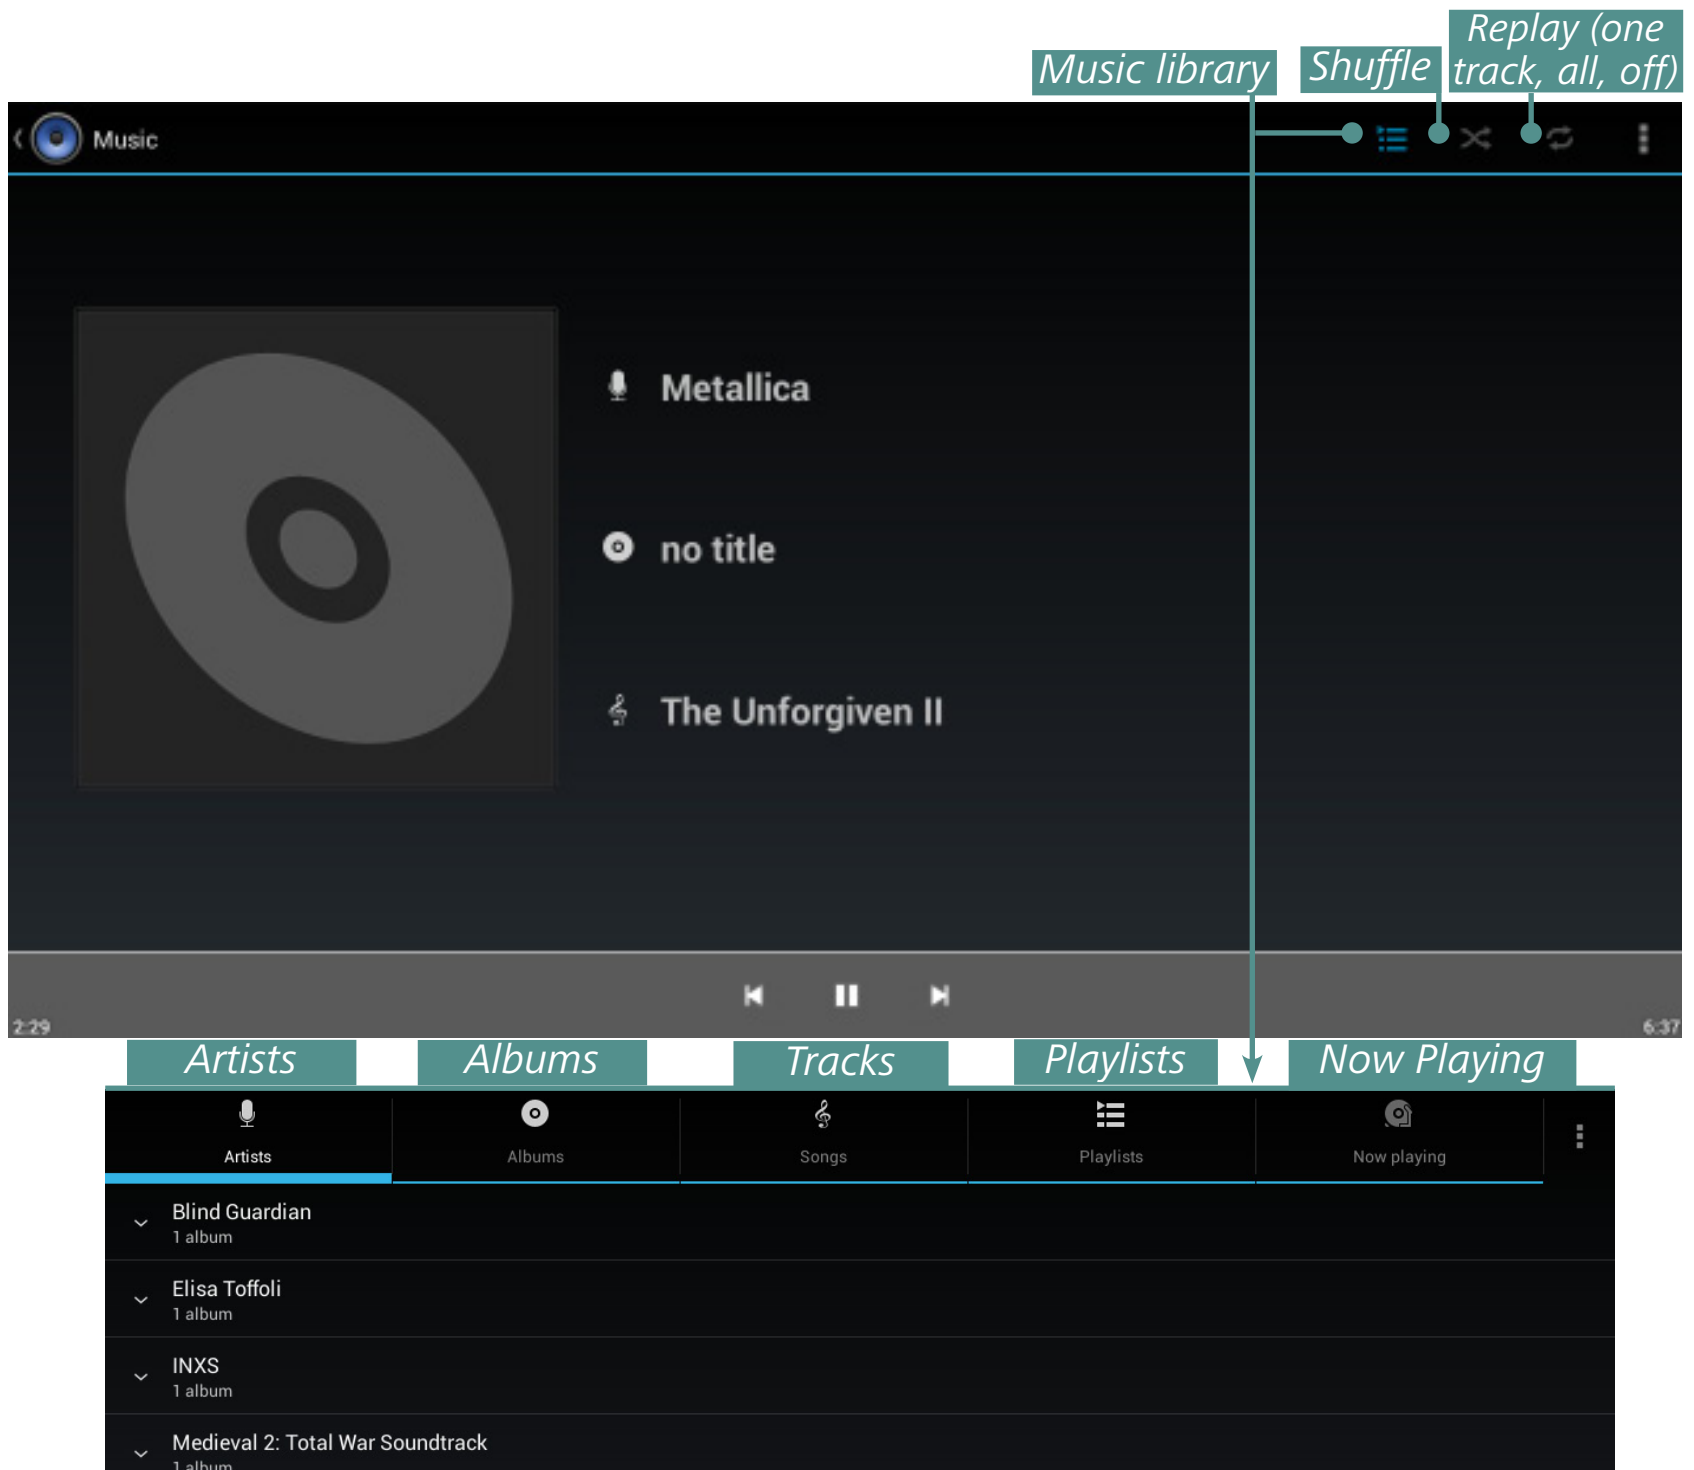 Music library
Shuffle
Replay (one
track, all, off)
Music
Metallica
no title
The Unforgiven II
2:29
6:37
Artists
Albums
Tracks
Playlists
Now Playing
Artists
Albums
Songs
Playlists
Now playing
Blind Guardian
1 album
Elisa Toffoli
1 album
INXS
1 album
Medieval 2: Total War Soundtrack
1 album